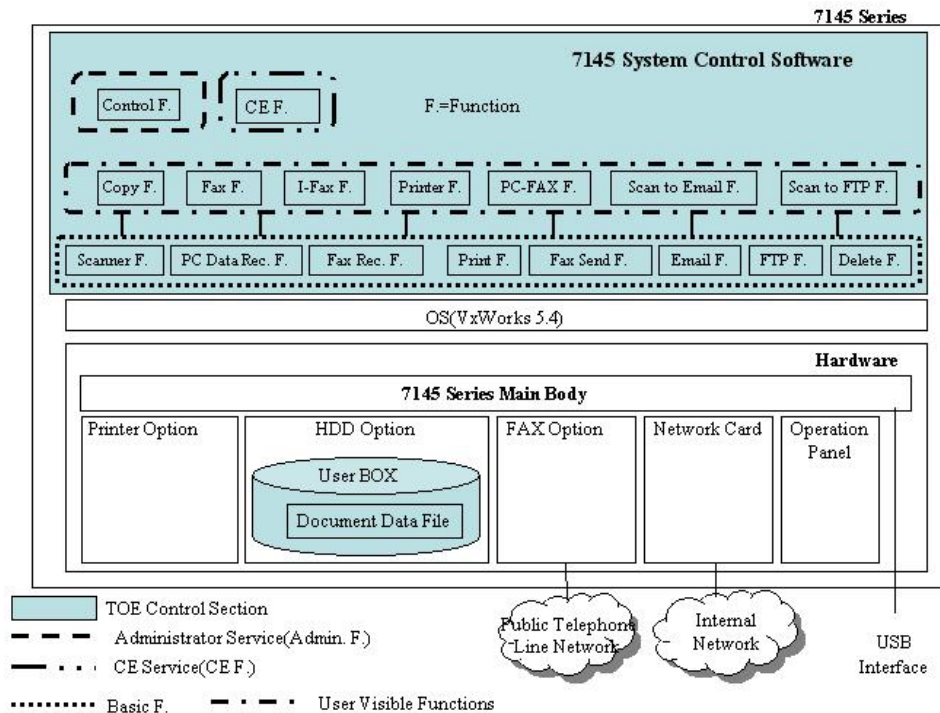 7145 Series
7145 System Control Software
Control F.
CE F.
F.=Function
Copy F.
Fax F.
I-Fax F.
Printer F.
PC-FAX F.
Scan to Email F.
Scan to FTP F.
Scanner F.
PC Data Rec. F.
Fax Rec. F.
Print F.
Fax Send F.
Email F.
FTP F.
Delete F.
OS(VxWorks 5.4)
Hardware
7145 Series Main Body
Printer Option
HDD Option
FAX Option
Network Card
Operation
Panel
User BOX
Document Data File
Public Telephone
Line Network
Internal
Network
USB
Interface
TOE Control Section
Administrator Service(Admin. F.)
CE Service(CE F.)
Basic F.
User Visible Functions